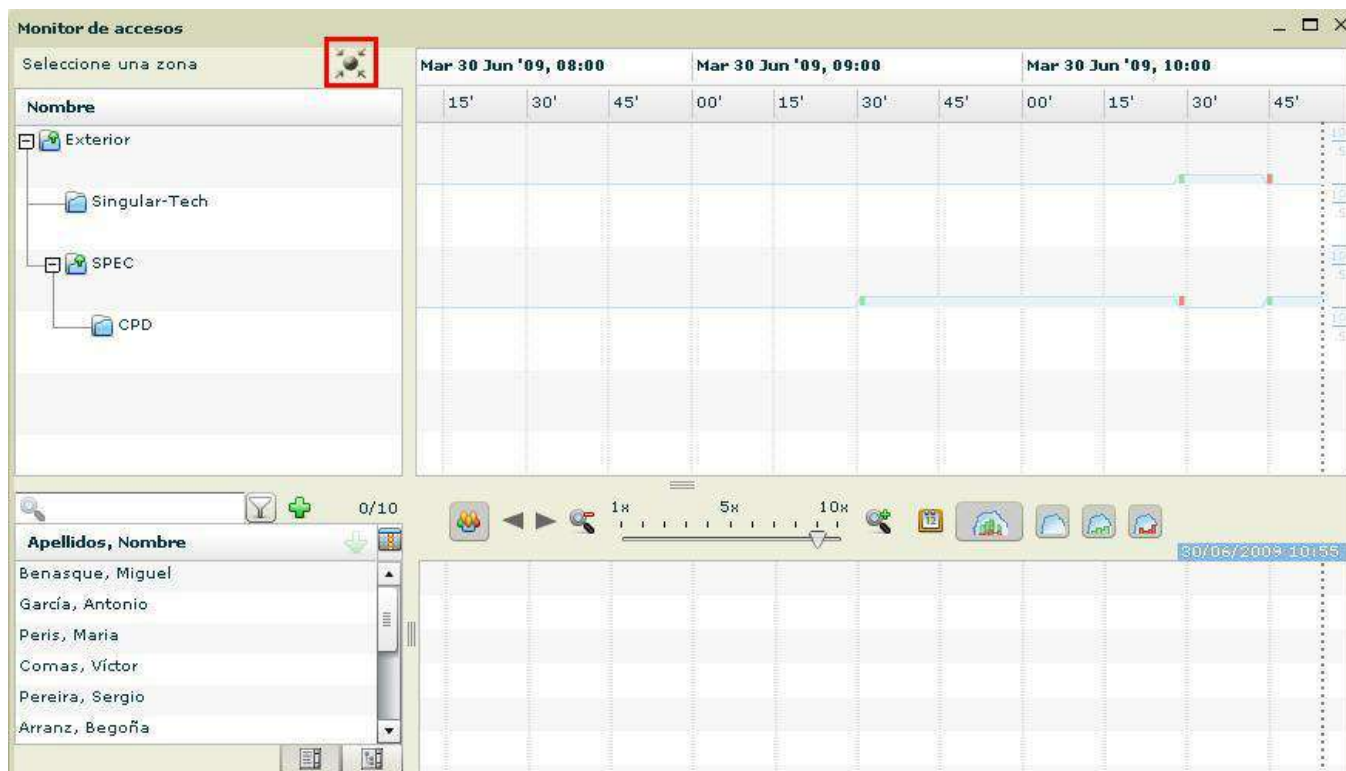 Monitor de accesos
Seleccione una zona
Mar 30 Jun '09, 08:00 Mar 30 Jun '09, 09:00 Mar 30 Jun '09, 10:00
Nombre
15' 30' 45' 00' 15' 30' 45' 00' 15' 30' 45'
Exterior
Singular-Tech
SPEC
CPD
0/10
1x 5x 10x
12
Apellidos, Nombre
30/06/2009 10:55
Benasque, Miguel
García, Antonio
Peris, Maria
Comas, Víctor
Pereira, Sergio
Arranz, Begoña